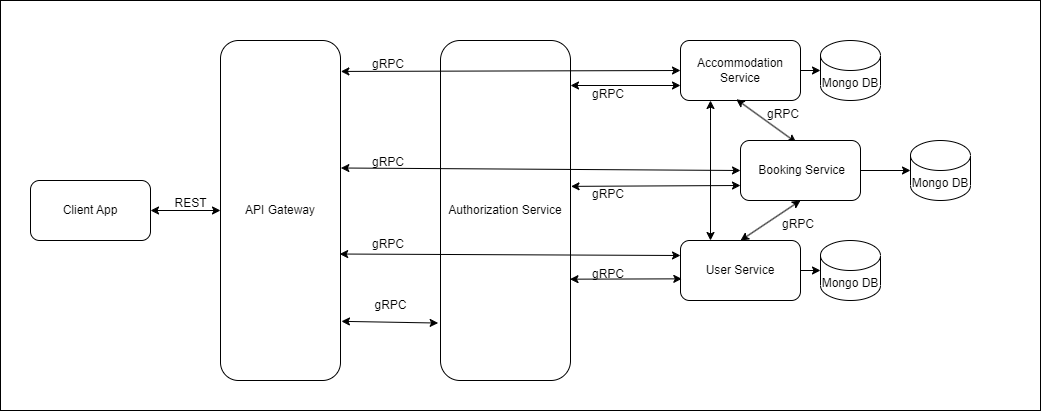 gRPC
Accommodation
Service
Mongo DB
gRPC
gRPC
gRPC
Booking Service
Mongo DB
gRPC
Client App
REST
API Gateway
Authorization Service
gRPC
gRPC
User Service
gRPC
Mongo DB
gRPC